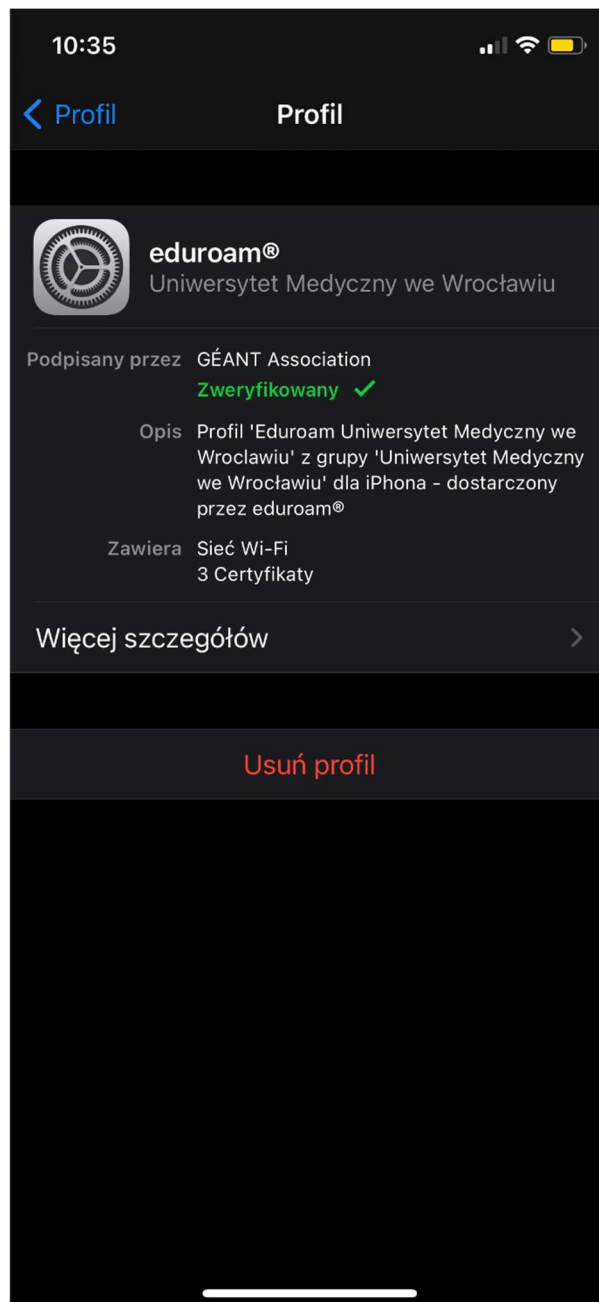 10:35
Profil
Profil
eduroam®
Uniwersytet Medyczny we Wrocławiu
Podpisany przez GÉANT Association
Zweryfikowany ✓
Opis Profil 'Eduroam Uniwersytet Medyczny we
Wroclawiu' z grupy 'Uniwersytet Medyczny
we Wrocławiu' dla iPhona - dostarczony
przez eduroam®
Zawiera Sieć Wi-Fi
3 Certyfikaty
Więcej szczegółów
Usuń profil